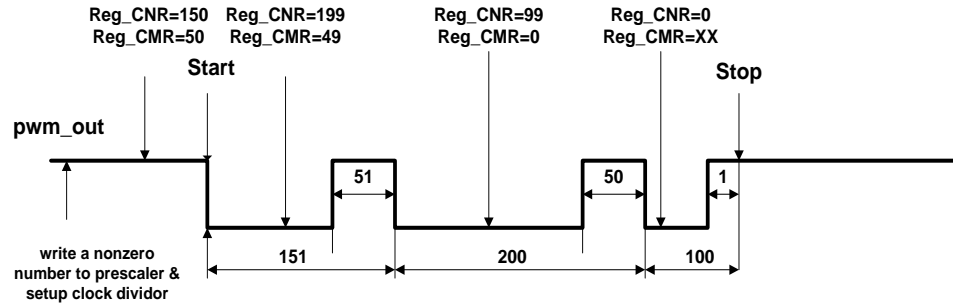 Reg_CNR=150
Reg_CMR=50
Reg_CNR=199
Reg_CMR=49
Reg_CNR=99
Reg_CMR=0
Reg_CNR=0
Reg_CMR=XX
Start
Stop
pwm_out
51
50
1
write a nonzero
number to prescaler &
setup clock dividor
151
200
100